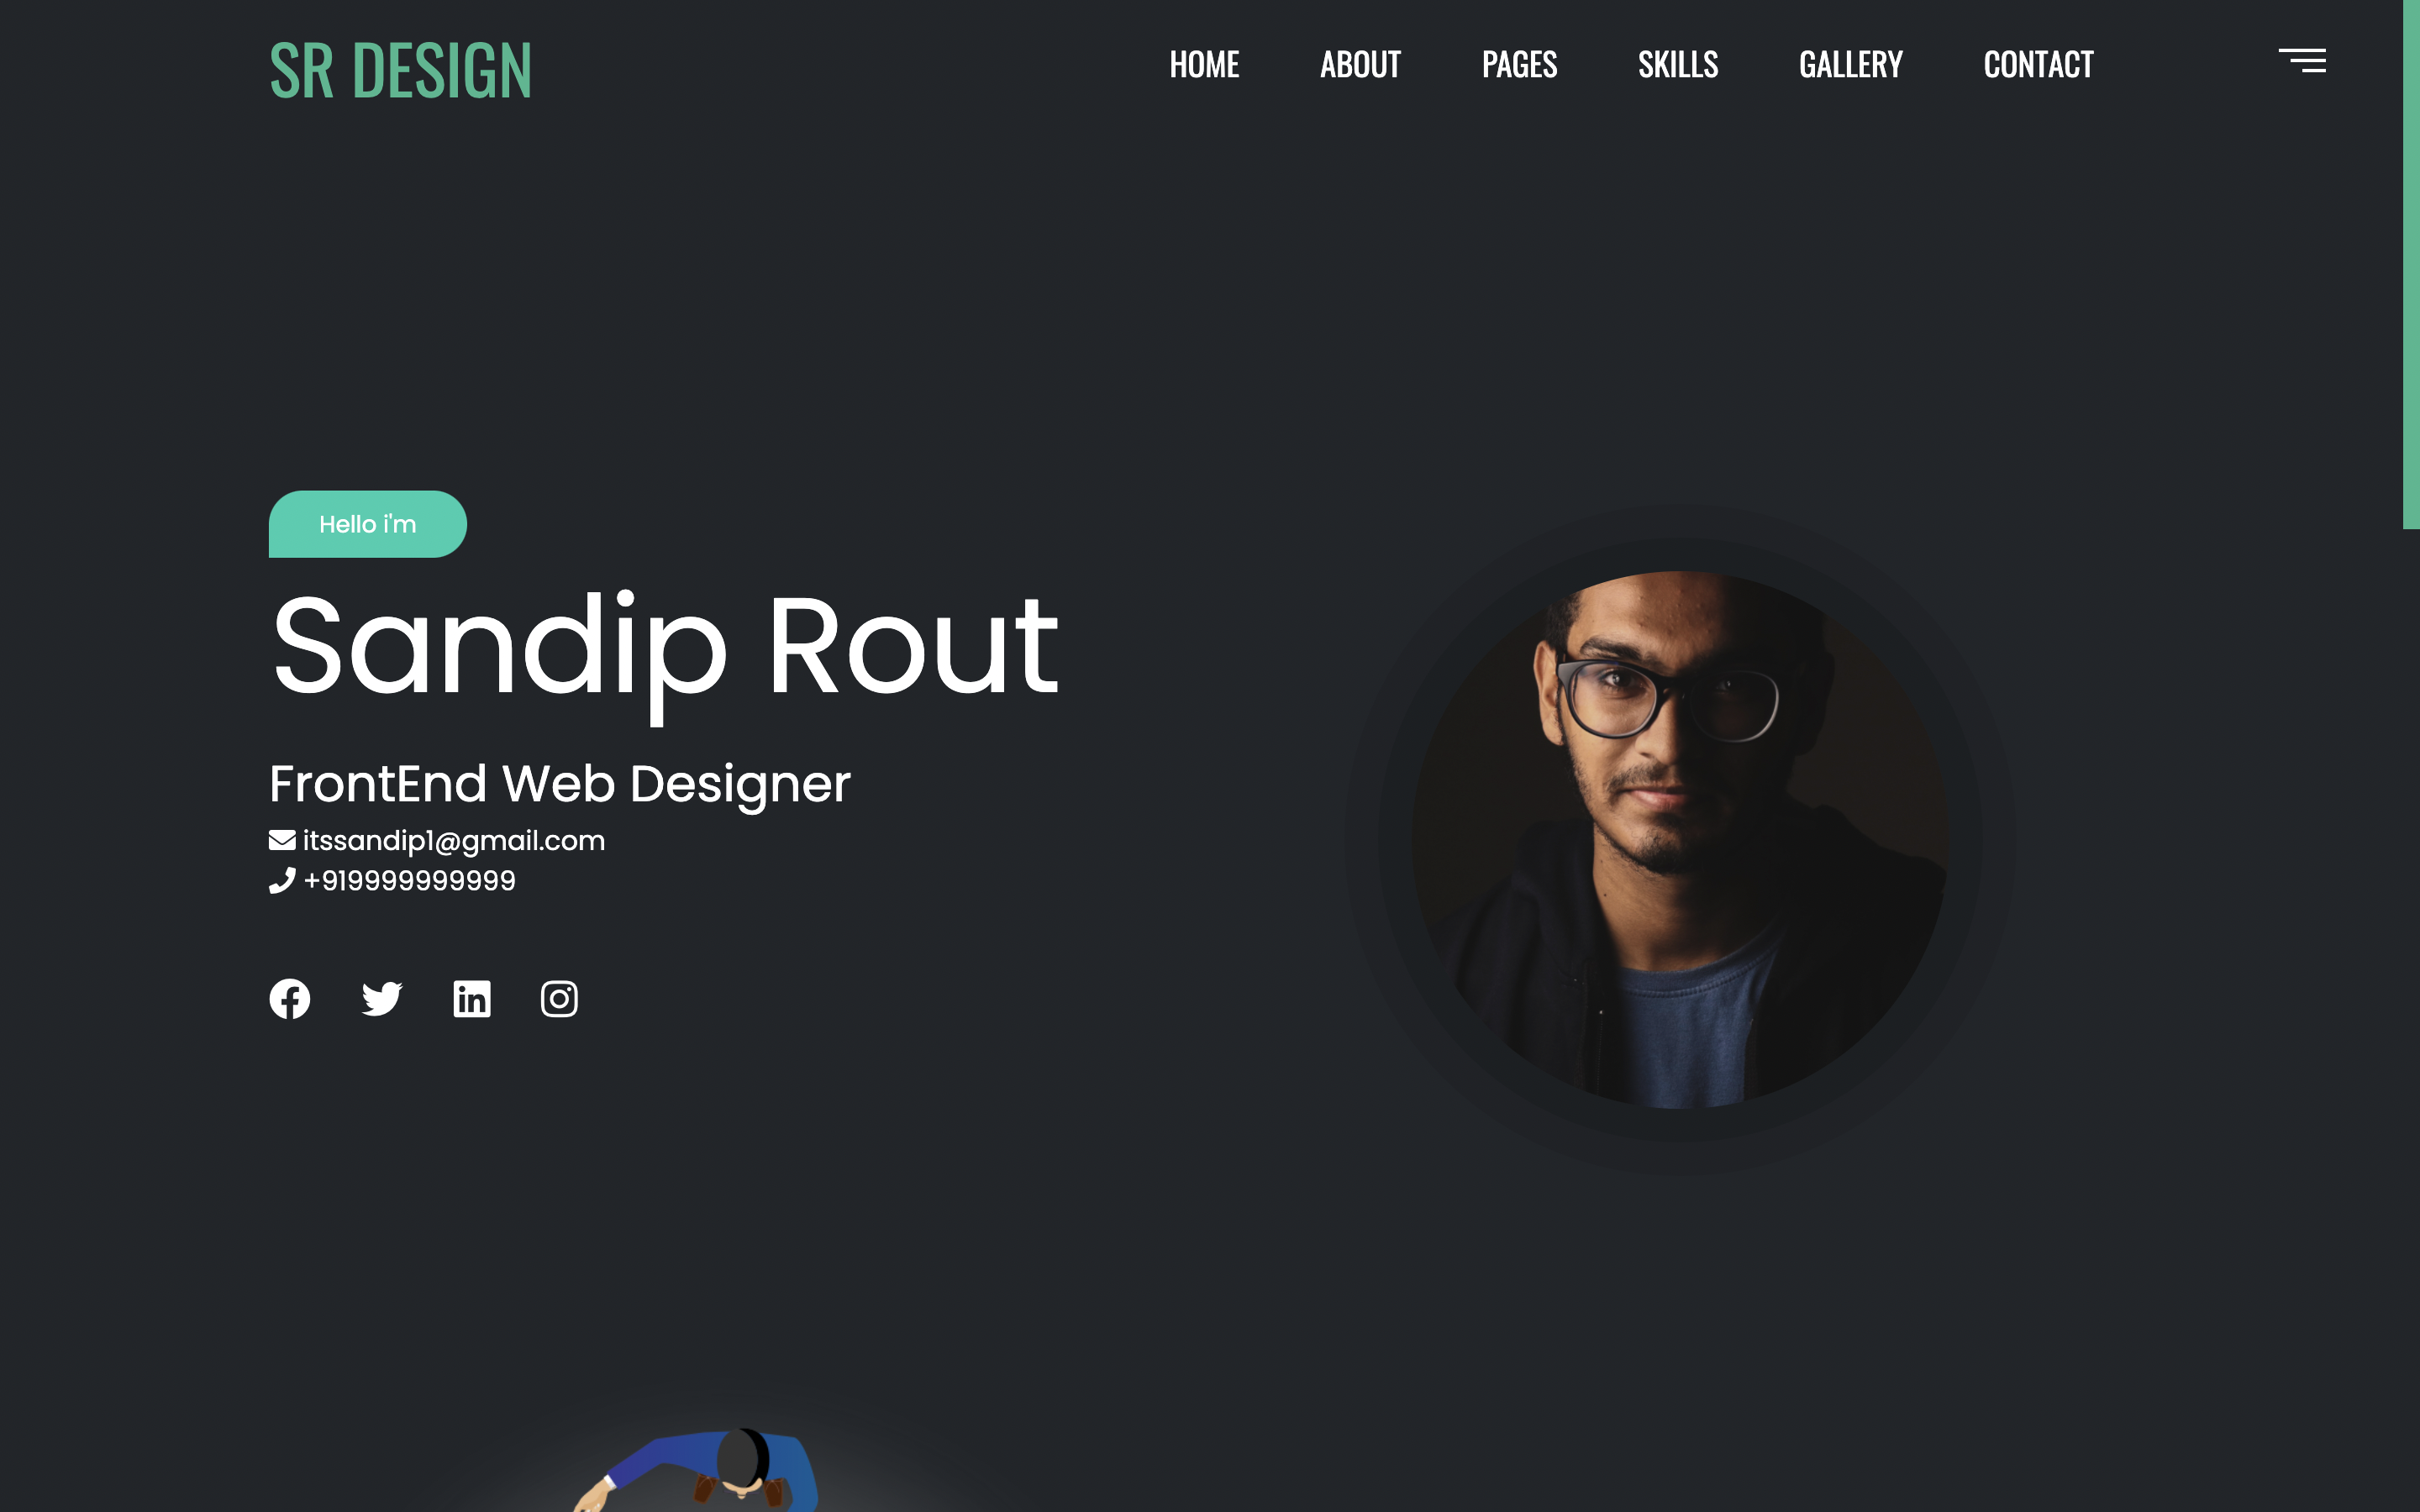 SR DESIGN
HOME ABOUT PAGES SKILLS GALLERY CONTACT
Hello i'm
Sandip Rout
FrontEnd Web Designer
itssandip1@gmail.com
+919999999999